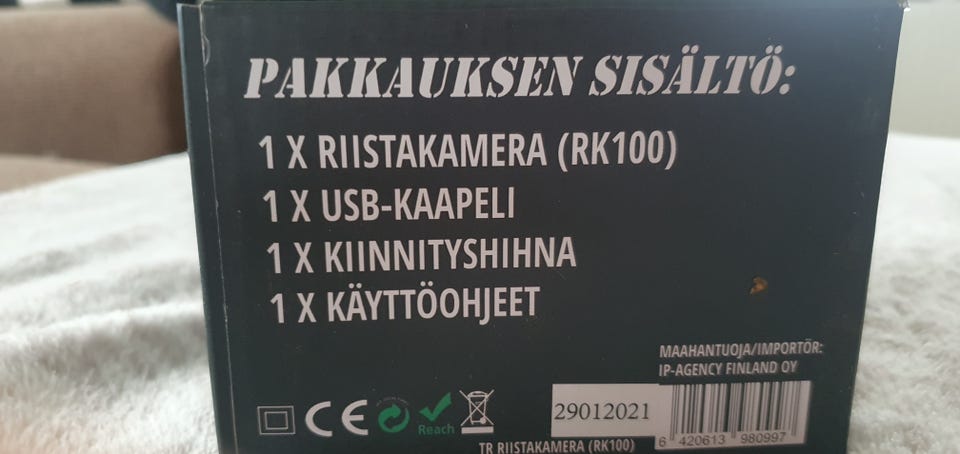 PAKKAUKSEN SISÄLTÖ:
1 X RIISTAKAMERA (RK100)
1 X USB-KAAPELI
1 X KIINNITYSHIHNA
1 X KÄYTTÖOHJEET
MAAHANTUOJA/IMPORTÖR:
IP-AGENCY FINLAND OY
CE
Reach
29012021
6 420613 980997
TR RIISTAKAMERA (RK100)